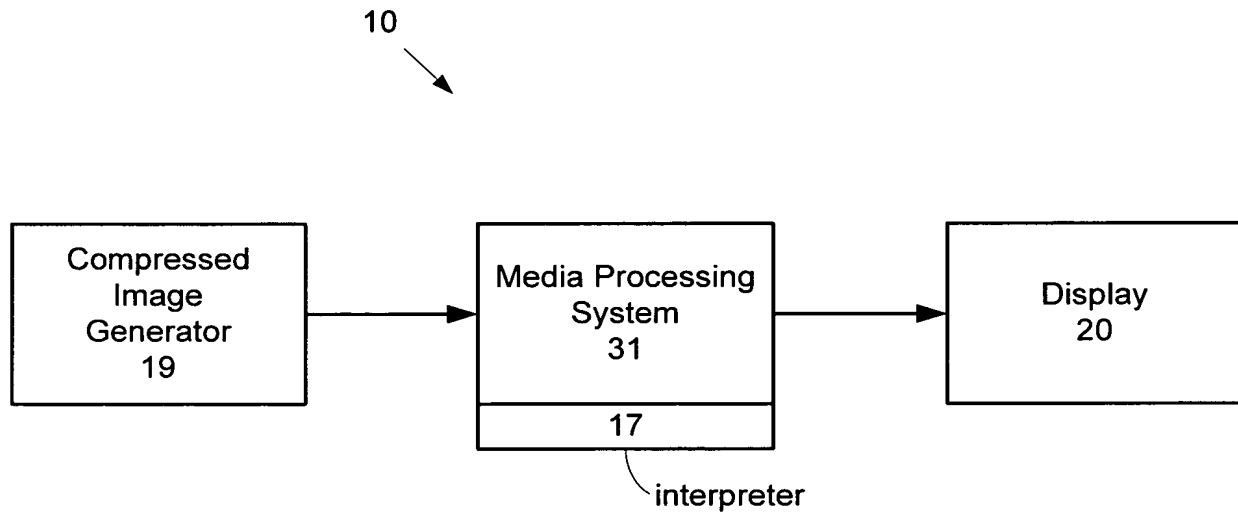 10
Compressed
Image
Generator
19
Media Processing
System
31
17
interpreter
Display
20